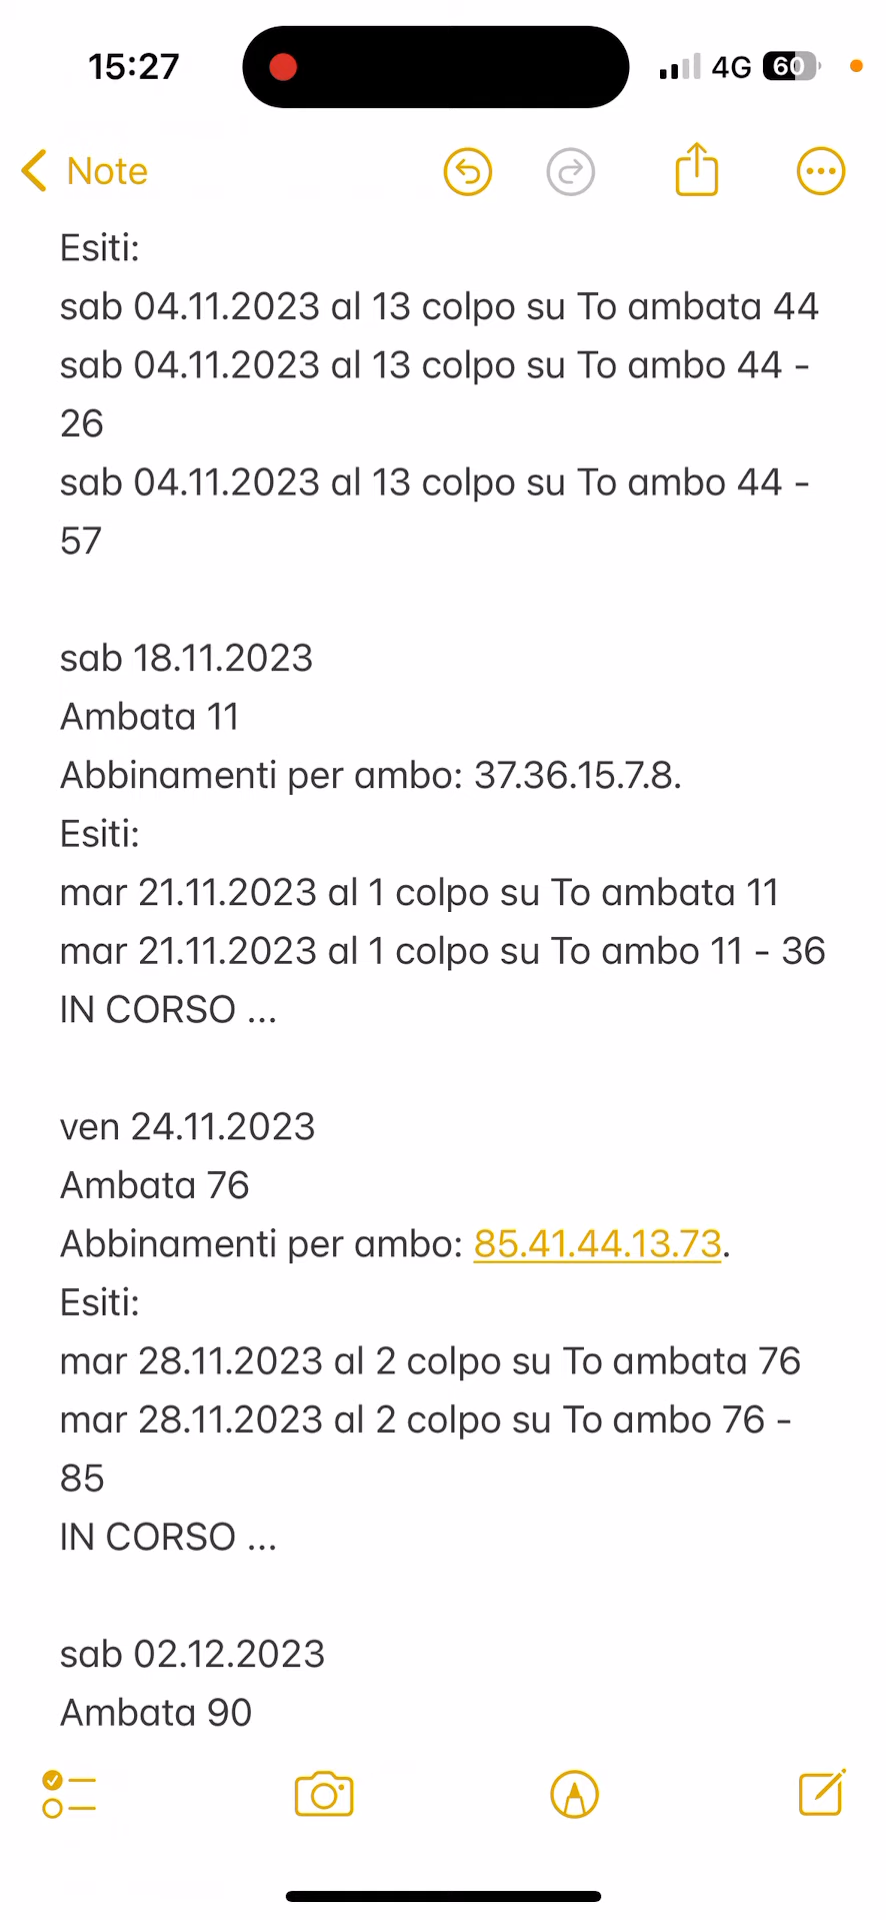 15:27
4G
60
Note
Esiti:
sab 04.11.2023 al 13 colpo su To ambata 44
sab 04.11.2023 al 13 colpo su To ambo 44 -
26
sab 04.11.2023 al 13 colpo su To ambo 44 -
57
sab 18.11.2023
Ambata 11
Abbinamenti per ambo: 37.36.15.7.8.
Esiti:
mar 21.11.2023 al 1 colpo su To ambata 11
mar 21.11.2023 al 1 colpo su To ambo 11 - 36
IN CORSO ...
ven 24.11.2023
Ambata 76
Abbinamenti per ambo: 85.41.44.13.73.
Esiti:
mar 28.11.2023 al 2 colpo su To ambata 76
mar 28.11.2023 al 2 colpo su To ambo 76 -
85
IN CORSO ...
sab 02.12.2023
Ambata 90